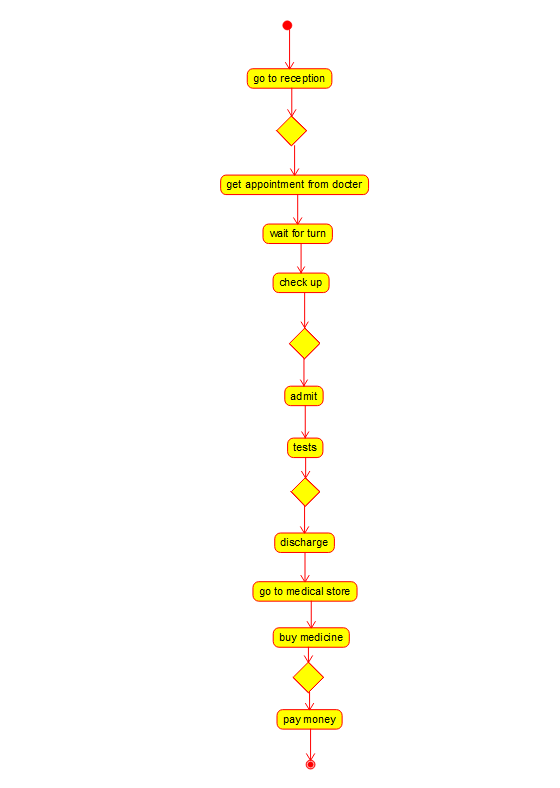 go to reception
get appointment from docter
wait for turn
check up
admit
tests
discharge
go to medical store
buy medicine
pay money